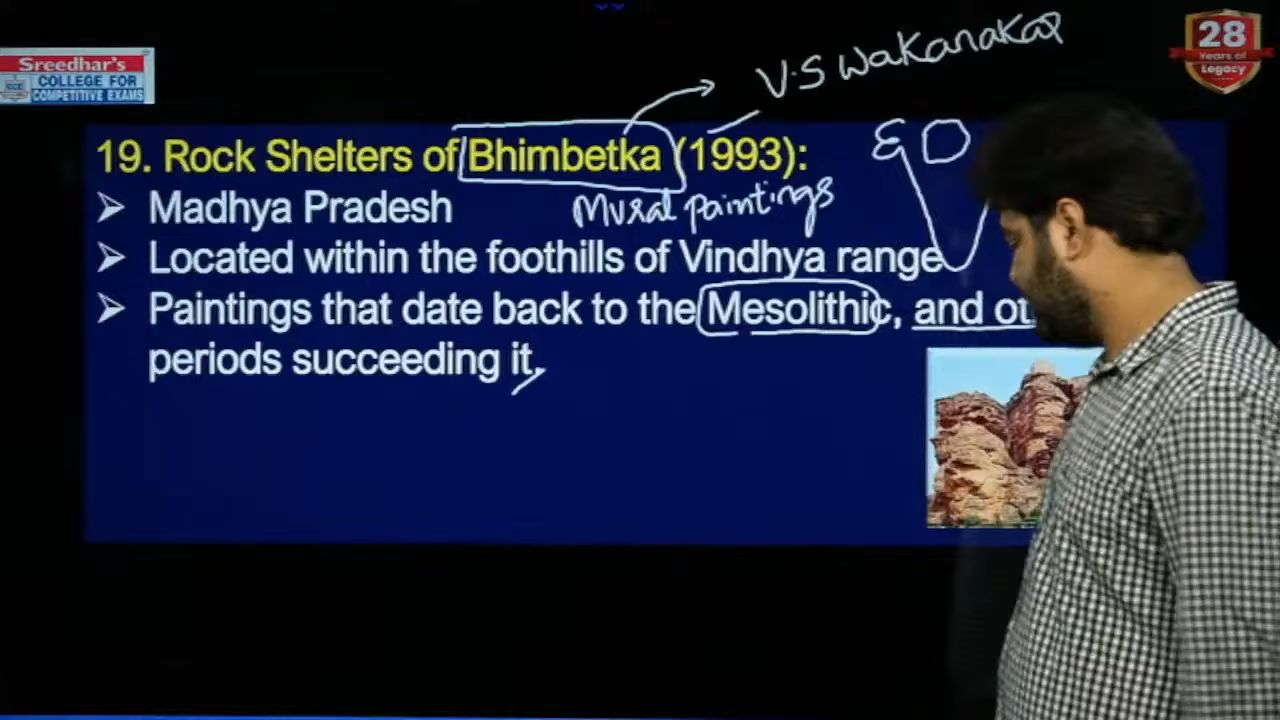 Sreedhar's
CCE
COLLEGE FOR
COMPETITIVE EXAMS
28
Years of
Legacy
V.S Wakanakar
19. Rock Shelters of Bhimbetka (1993):
➢ Madhya Pradesh
Mural paintings
➢ Located within the foothills of Vindhya range
➢ Paintings that date back to the Mesolithic, and
periods succeeding it.